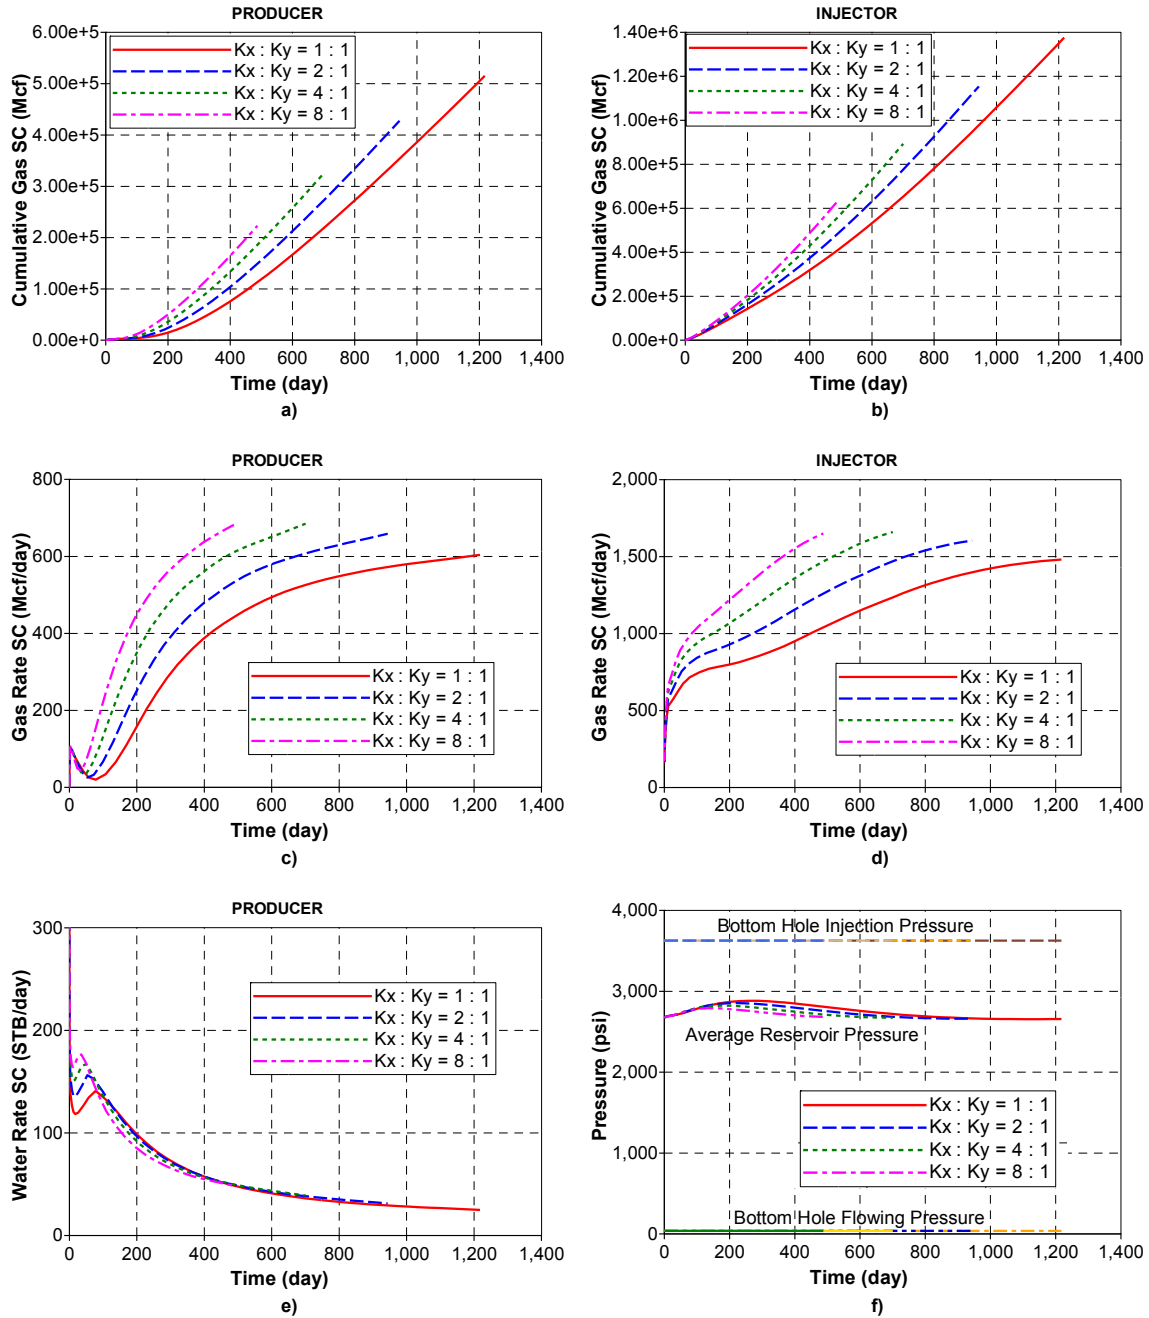 PRODUCER
6.00e+5
5.00e+5
4.00e+5
3.00e+5
2.00e+5
1.00e+5
0.00e+0
Cumulative Gas SC (Mcf)
Kx : Ky = 1 : 1
Kx : Ky = 2 : 1
Kx : Ky = 4 : 1
Kx : Ky = 8 : 1
0 200 400 600 800 1,000 1,200 1,400
Time (day)
a)
INJECTOR
1.40e+6
1.20e+6
1.00e+6
8.00e+5
6.00e+5
4.00e+5
2.00e+5
0.00e+0
Cumulative Gas SC (Mcf)
Kx : Ky = 1 : 1
Kx : Ky = 2 : 1
Kx : Ky = 4 : 1
Kx : Ky = 8 : 1
0 200 400 600 800 1,000 1,200 1,400
Time (day)
b)
PRODUCER
800
600
400
200
0
Gas Rate SC (Mcf/day)
Kx : Ky = 1 : 1
Kx : Ky = 2 : 1
Kx : Ky = 4 : 1
Kx : Ky = 8 : 1
0 200 400 600 800 1,000 1,200 1,400
Time (day)
c)
INJECTOR
2,000
1,500
1,000
500
0
Gas Rate SC (Mcf/day)
Kx : Ky = 1 : 1
Kx : Ky = 2 : 1
Kx : Ky = 4 : 1
Kx : Ky = 8 : 1
0 200 400 600 800 1,000 1,200 1,400
Time (day)
d)
PRODUCER
300
200
100
0
Water Rate SC (STB/day)
Kx : Ky = 1 : 1
Kx : Ky = 2 : 1
Kx : Ky = 4 : 1
Kx : Ky = 8 : 1
0 200 400 600 800 1,000 1,200 1,400
Time (day)
e)
4,000
3,000
2,000
1,000
0
Pressure (psi)
Bottom Hole Injection Pressure
Average Reservoir Pressure
Kx : Ky = 1 : 1
Kx : Ky = 2 : 1
Kx : Ky = 4 : 1
Kx : Ky = 8 : 1
Bottom Hole Flowing Pressure
0 200 400 600 800 1,000 1,200 1,400
Time (day)
f)